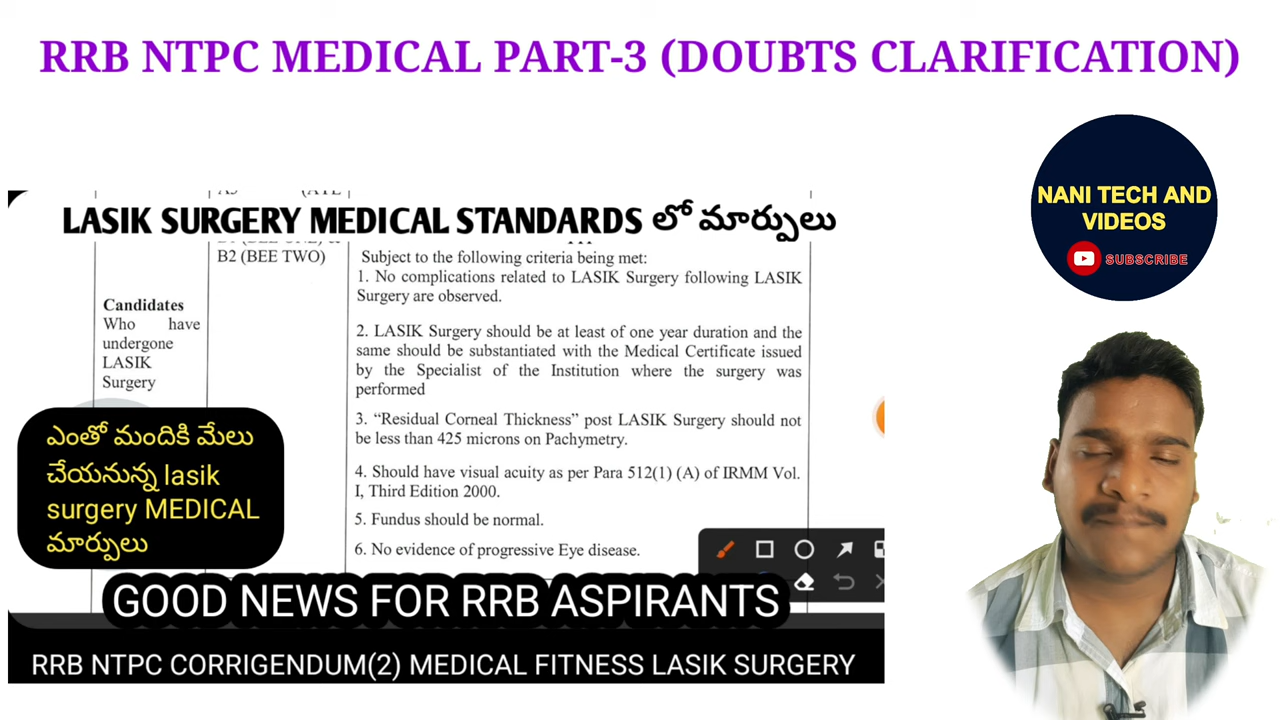 RRB NTPC MEDICAL PART-3 (DOUBTS CLARIFICATION)
NANI TECH AND
VIDEOS
SUBSCRIBE
LASIK SURGERY MEDICAL STANDARDS లో మార్పులు
B2 (BEE TWO)
Candidates
Who have
undergone
LASIK
Surgery
Subject to the following criteria being met:
1. No complications related to LASIK Surgery following LASIK
Surgery are observed.
2. LASIK Surgery should be at least of one year duration and the
same should be substantiated with the Medical Certificate issued
by the Specialist of the Institution where the surgery was
performed
3. “Residual Corneal Thickness” post LASIK Surgery should not
be less than 425 microns on Pachymetry.
4. Should have visual acuity as per Para 512(1) (A) of IRMM Vol.
I, Third Edition 2000.
5. Fundus should be normal.
6. No evidence of progressive Eye disease.
ఎంతో మందికి మేలు
చేయనున్న lasik
surgery MEDICAL
మార్పులు
GOOD NEWS FOR RRB ASPIRANTS
RRB NTPC CORRIGENDUM(2) MEDICAL FITNESS LASIK SURGERY